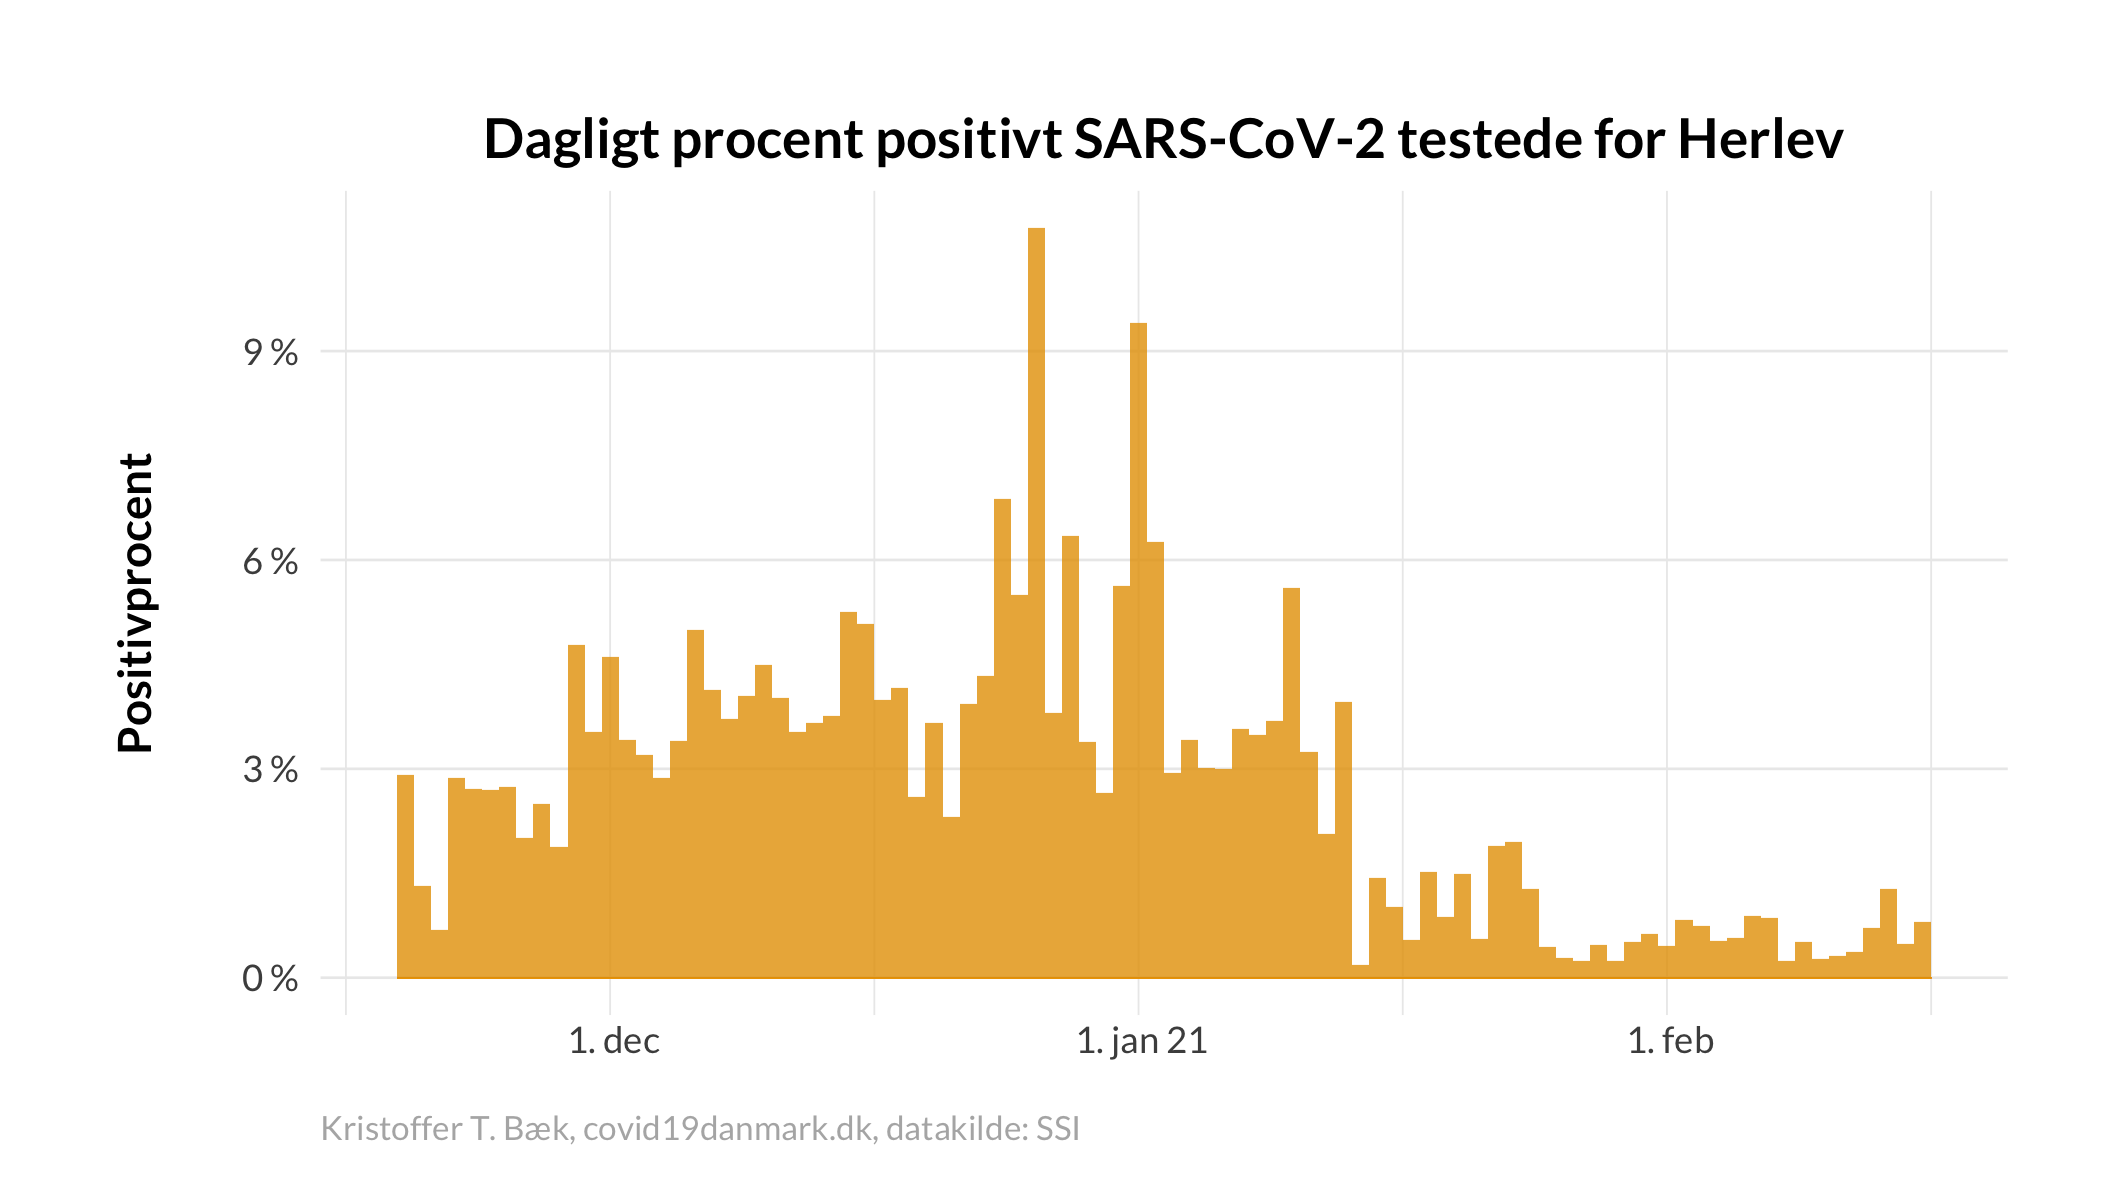 Dagligt procent positivt SARS-CoV-2 testede for Herlev
Positivprocent
9 %
6 %
3 %
0 %
1. dec
1. jan 21
1. feb
Kristoffer T. Bæk, covid19danmark.dk, datakilde: SSI